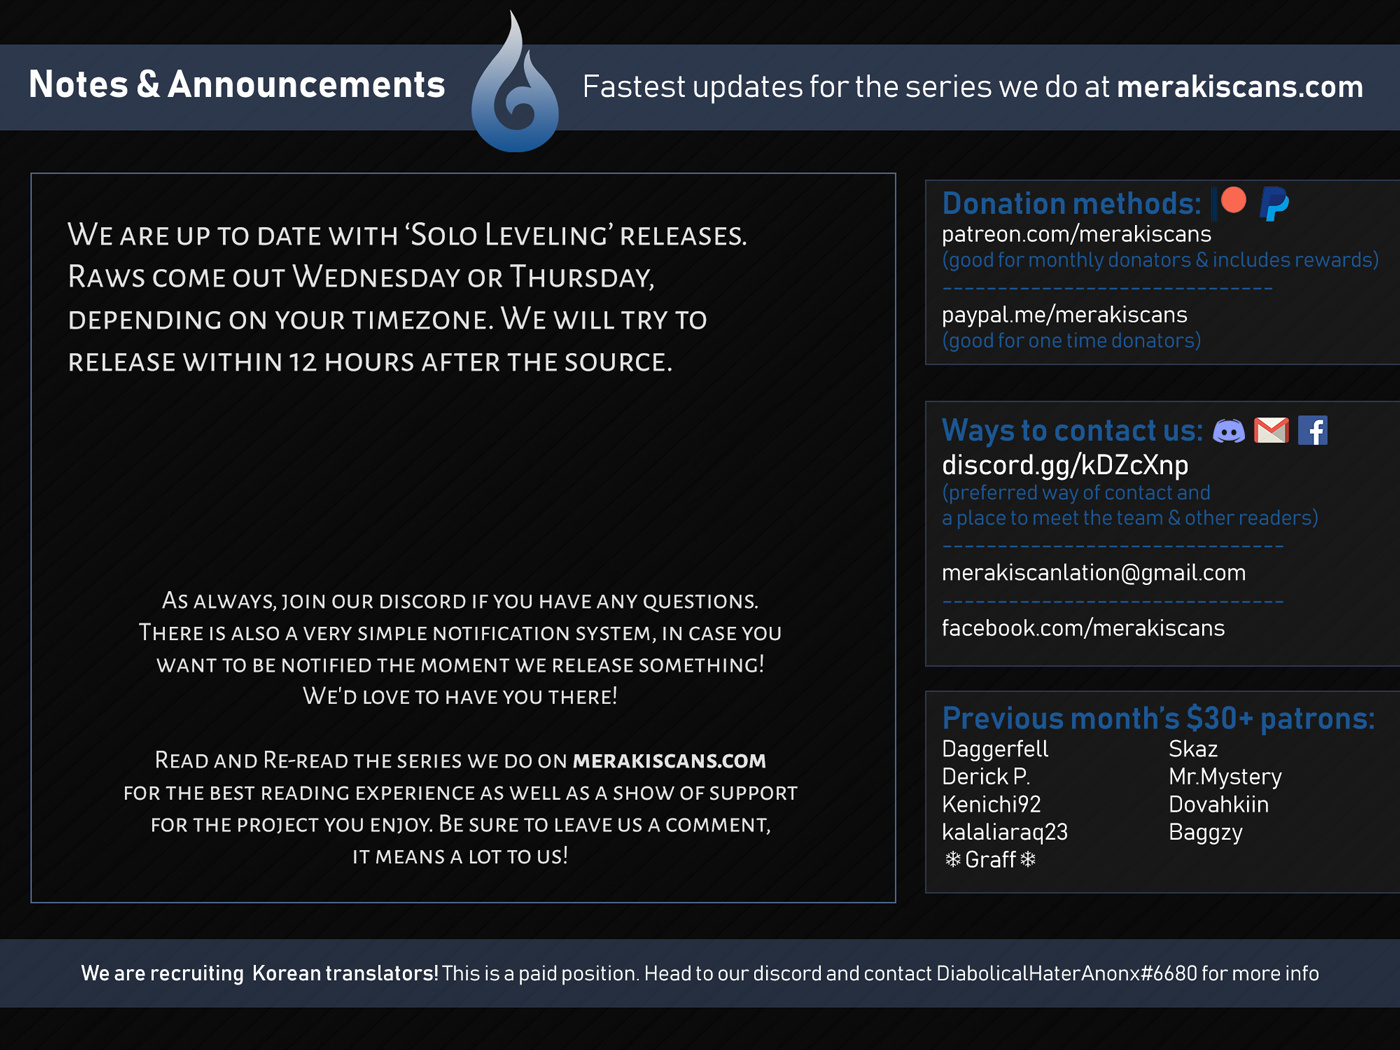 Notes & Announcements
Fastest updates for the series we do at merakiscans.com
We are up to date with ‘Solo Leveling’ releases.
Raws come out Wednesday or Thursday,
depending on your timezone. We will try to
release within 12 hours after the source.
As always, join our discord if you have any questions.
There is also a very simple notification system, in case you
want to be notified the moment we release something!
We'd love to have you there!
Read and Re-read the series we do on merakiscans.com
for the best reading experience as well as a show of support
for the project you enjoy. Be sure to leave us a comment,
it means a lot to us!
Donation methods:
patreon.com/merakiscans
(good for monthly donators & includes rewards)
------------------------------
paypal.me/merakiscans
(good for one time donators)
Ways to contact us:
discord.gg/kDZcXnp
(preferred way of contact and
a place to meet the team & other readers)
-------------------------------
merakiscanlation@gmail.com
-------------------------------
facebook.com/merakiscans
Previous month’s $30+ patrons:
Daggerfell Skaz
Derick P. Mr.Mystery
Kenichi92 Dovahkiin
kalaliaraq23 Baggzy
❄Graff❄
We are recruiting Korean translators! This is a paid position. Head to our discord and contact DiabolicalHaterAnonx#6680 for more info